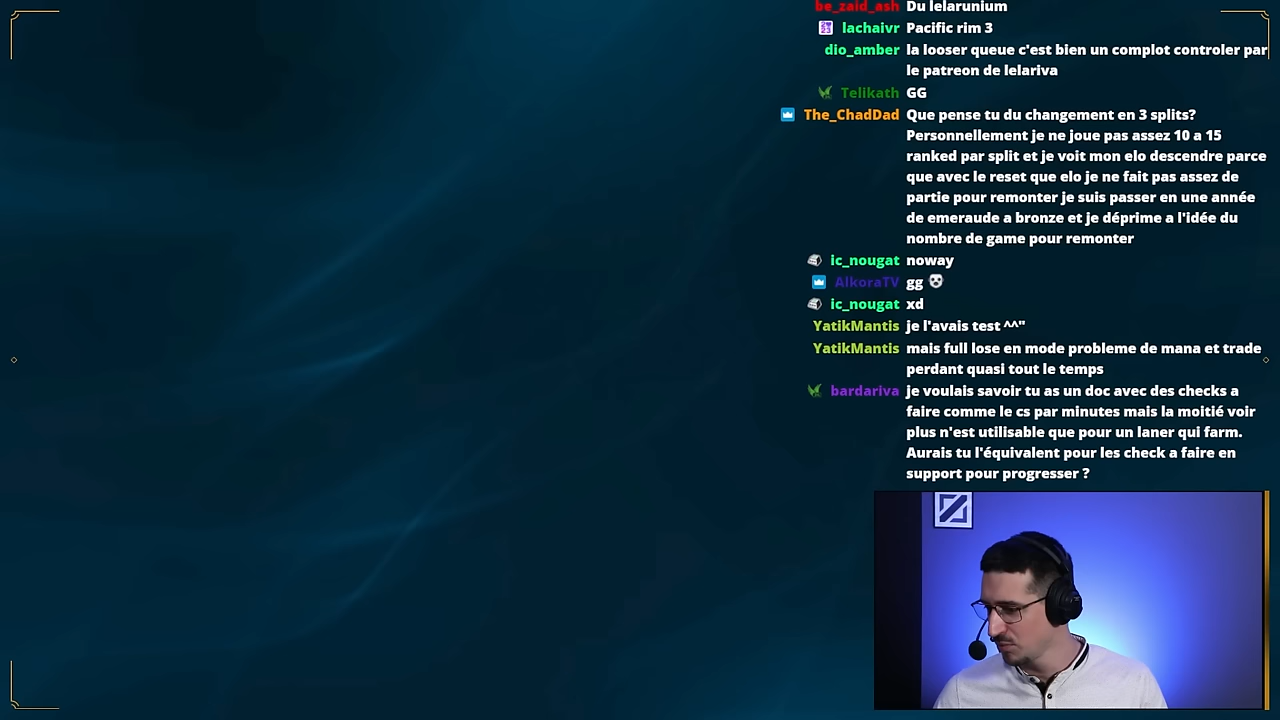 be_zaid_ash Du lelarunium
lachaivr Pacific rim 3
dio_amber la looser queue c'est bien un complot controler par
le patreon de lelariva
Telikath GG
The_ChadDad Que pense tu du changement en 3 splits?
Personnellement je ne joue pas assez 10 a 15
ranked par split et je voit mon elo descendre parce
que avec le reset que elo je ne fait pas assez de
partie pour remonter je suis passer en une année
de emeraude a bronze et je déprime a l'idée du
nombre de game pour remonter
ic_nougat noway
AlkoraTV gg
ic_nougat xd
YatikMantis je l'avais test ^^"
YatikMantis mais full lose en mode probleme de mana et trade
perdant quasi tout le temps
bardariva je voulais savoir tu as un doc avec des checks a
faire comme le cs par minutes mais la moitié voir
plus n'est utilisable que pour un laner qui farm.
Aurais tu l'équivalent pour les check a faire en
support pour progresser ?